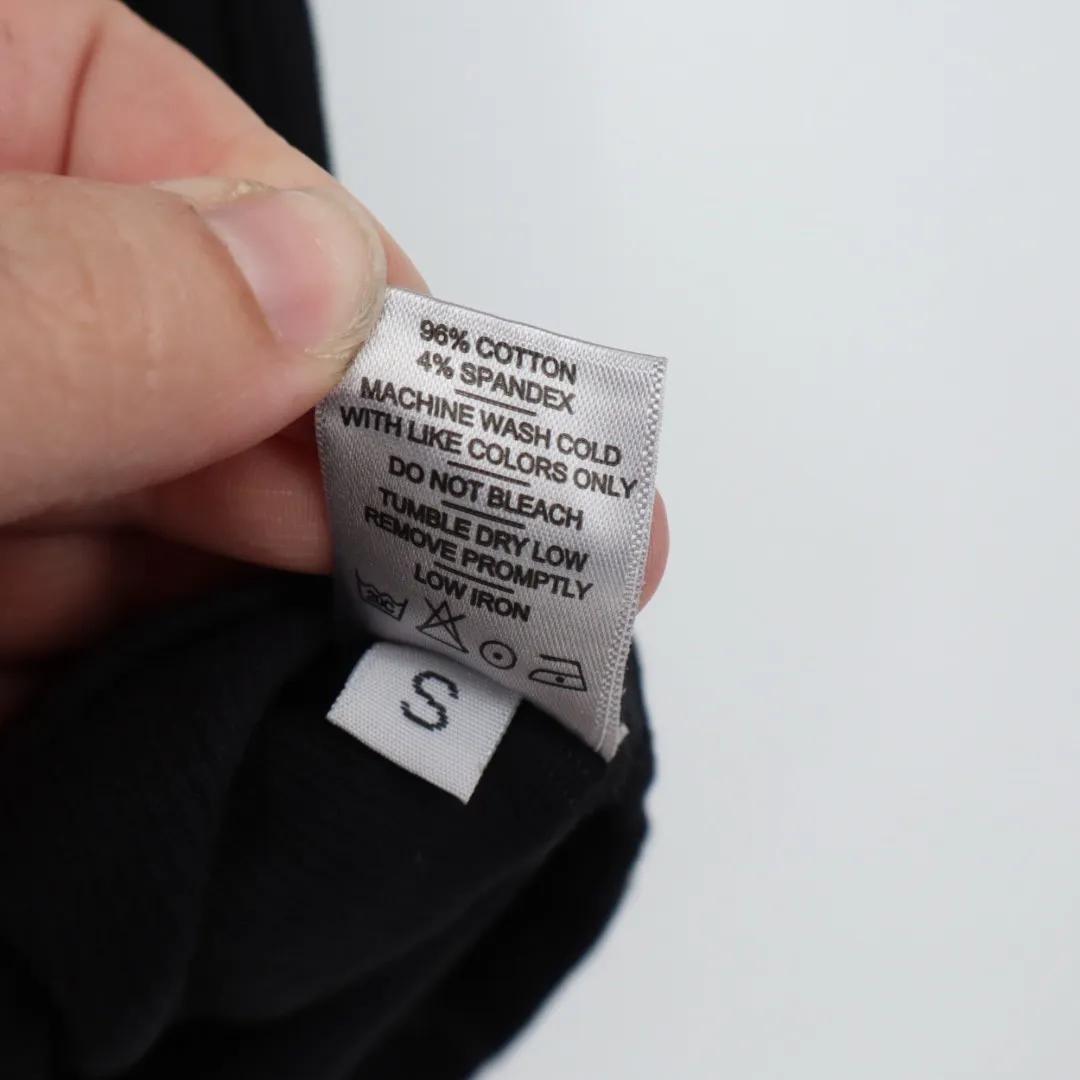 96% COTTON
4% SPANDEX
MACHINE WASH COLD
WITH LIKE COLORS ONLY
DO NOT BLEACH
TUMBLE DRY LOW
REMOVE PROMPTLY
LOW IRON
S